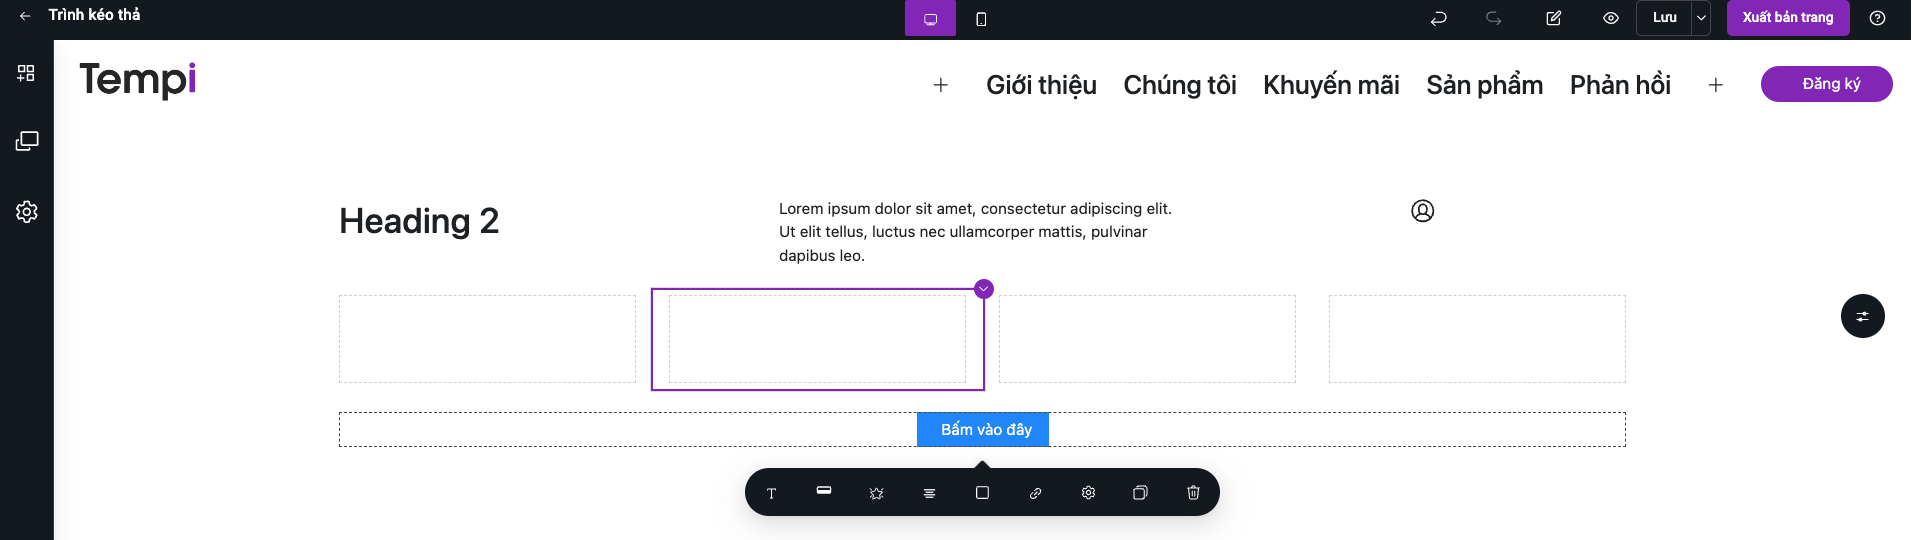 Trình kéo thả
Lưu
Xuất bản trang
Tempi
Giới thiệu
Chúng tôi
Khuyến mãi
Sản phẩm
Phản hồi
Đăng ký
Heading 2
Lorem ipsum dolor sit amet, consectetur adipiscing elit.
Ut elit tellus, luctus nec ullamcorper mattis, pulvinar
dapibus leo.
Bấm vào đây